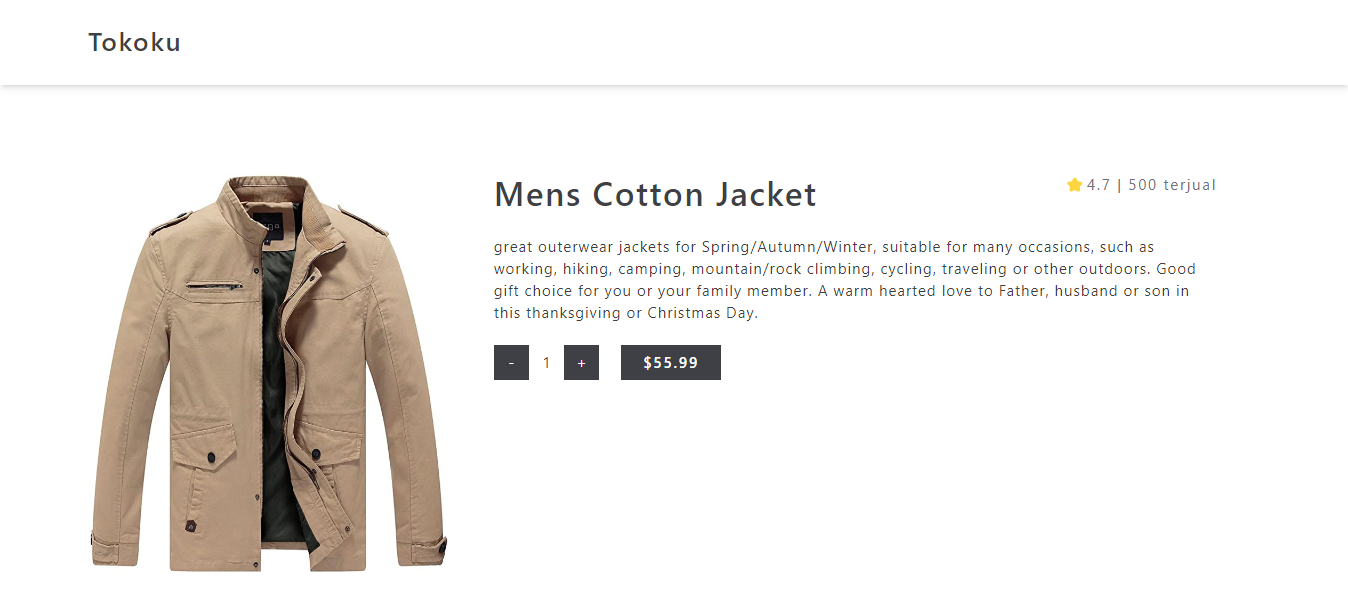 Tokoku
Mens Cotton Jacket
4.7 | 500 terjual
great outerwear jackets for Spring/Autumn/Winter, suitable for many occasions, such as
working, hiking, camping, mountain/rock climbing, cycling, traveling or other outdoors. Good
gift choice for you or your family member. A warm hearted love to Father, husband or son in
this thanksgiving or Christmas Day.
- 1 + $55.99